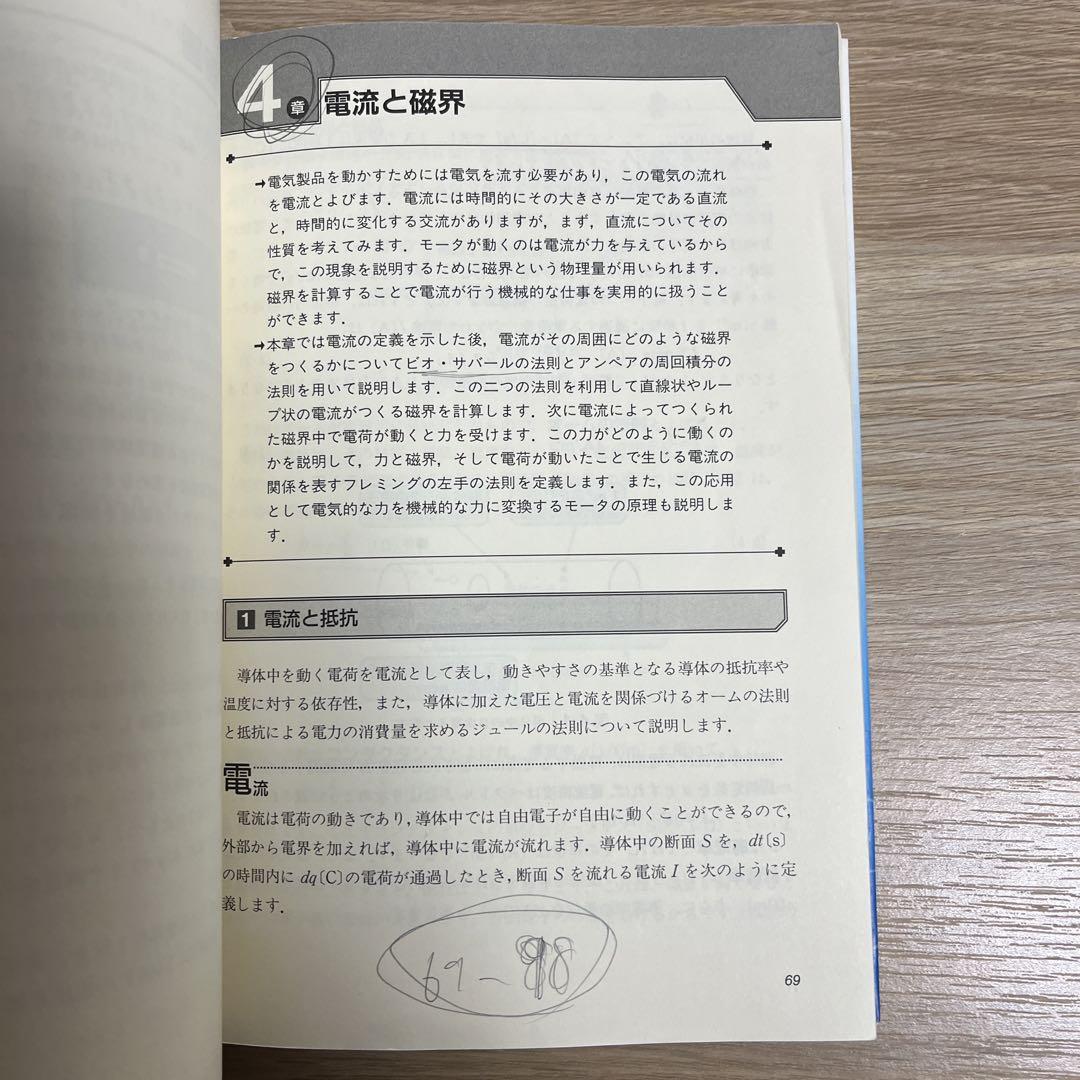 4章 電流と磁界
→電気製品を動かすためには電気を流す必要があり，この電気の流れ
を電流とよびます．電流には時間的にその大きさが一定である直流
と，時間的に変化する交流がありますが，まず，直流についてその
性質を考えてみます．モータが動くのは電流が力を与えているから
で，この現象を説明するために磁界という物理量が用いられます．
磁界を計算することで電流が行う機械的な仕事を実用的に扱うこと
ができます．
→本章では電流の定義を示した後，電流がその周囲にどのような磁界
をつくるかについてビオ・サバールの法則とアンペアの周回積分の
法則を用いて説明します．この二つの法則を利用して直線状やルー
プ状の電流がつくる磁界を計算します．次に電流によってつくられ
た磁界中で電荷が動くと力を受けます．この力がどのように働くの
かを説明して，力と磁界，そして電荷が動いたことで生じる電流の
関係を表すフレミングの左手の法則を定義します．また，この応用
として電気的な力を機械的な力に変換するモータの原理も説明しま
す．
1 電流と抵抗
導体中を動く電荷を電流として表し，動きやすさの基準となる導体の抵抗率や
温度に対する依存性，また，導体に加えた電圧と電流を関係づけるオームの法則
と抵抗による電力の消費量を求めるジュールの法則について説明します．
電流
電流は電荷の動きであり，導体中では自由電子が自由に動くことができるので，
外部から電界を加えれば，導体中に電流が流れます．導体中の断面 S を，dt〔s〕
の時間内に dq〔C〕の電荷が通過したとき，断面 S を流れる電流 I を次のように定
義します．
69